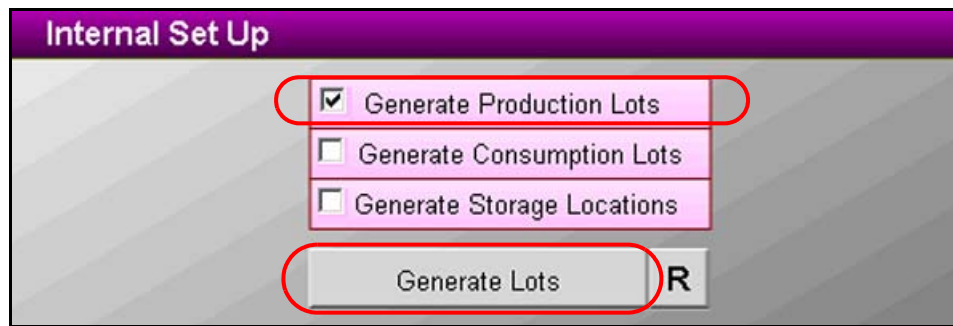 Internal Set Up
Generate Production Lots
Generate Consumption Lots
Generate Storage Locations
Generate Lots R